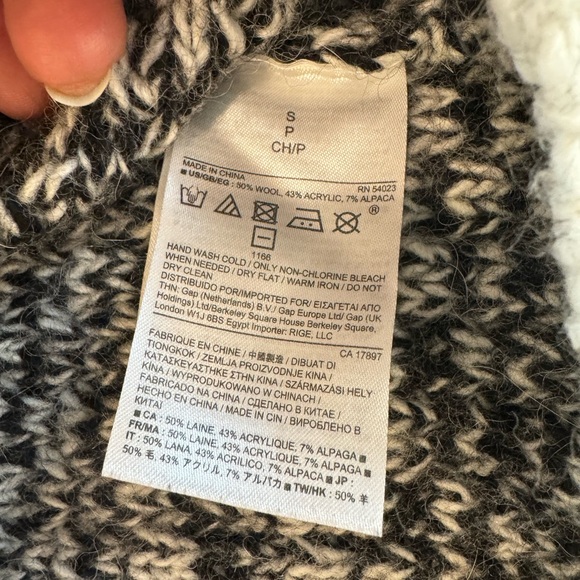 S
P
CH/P
MADE IN CHINA RN 54023
■ US/GB/EG : 50% WOOL, 43% ACRYLIC, 7% ALPACA
®
1166
HAND WASH COLD / ONLY NON-CHLORINE BLEACH
WHEN NEEDED / DRY FLAT / WARM IRON / DO NOT
DRY CLEAN
DISTRIBUIDO POR/IMPORTED FOR/ ΕΙΣΑΓΕΤΑΙ ΑΠΟ
ΤΗΝ: Gap (Netherlands) B.V./ Gap Europe Ltd/ Gap (UK
Holdings) Ltd/Berkeley Square House Berkeley Square,
London W1J 6BS Egypt Importer: RIGE, LLC
CA 17897
FABRIQUE EN CHINE / 中國製造 / DIBUAT DI
TIONGKOK / ZEMLJA PROIZVODNJE KINA /
ΚΑΤΑΣΚΕΥΑΣΤΗΚΕ ΣΤΗΝ ΚΙΝΑ / SZÁRMAZÁSI HELY
KÍNA / WYPRODUKOWANO W CHINACH /
FABRICADO NA CHINA / СДЕЛАНО В КИТАЕ /
HECHO EN CHINA / MADE IN CIN / ВИРОБЛЕНО В
КИТАЇ /
■ CA : 50% LAINE, 43% ACRYLIQUE, 7% ALPAGA ■
FR/MA : 50% LAINE, 43% ACRYLIQUE, 7% ALPAGA ■
IT : 50% LANA, 43% ACRILICO, 7% ALPACA ■ JP :
50% 毛, 43% アクリル, 7% アルパカ ■ TW/HK : 50% 羊